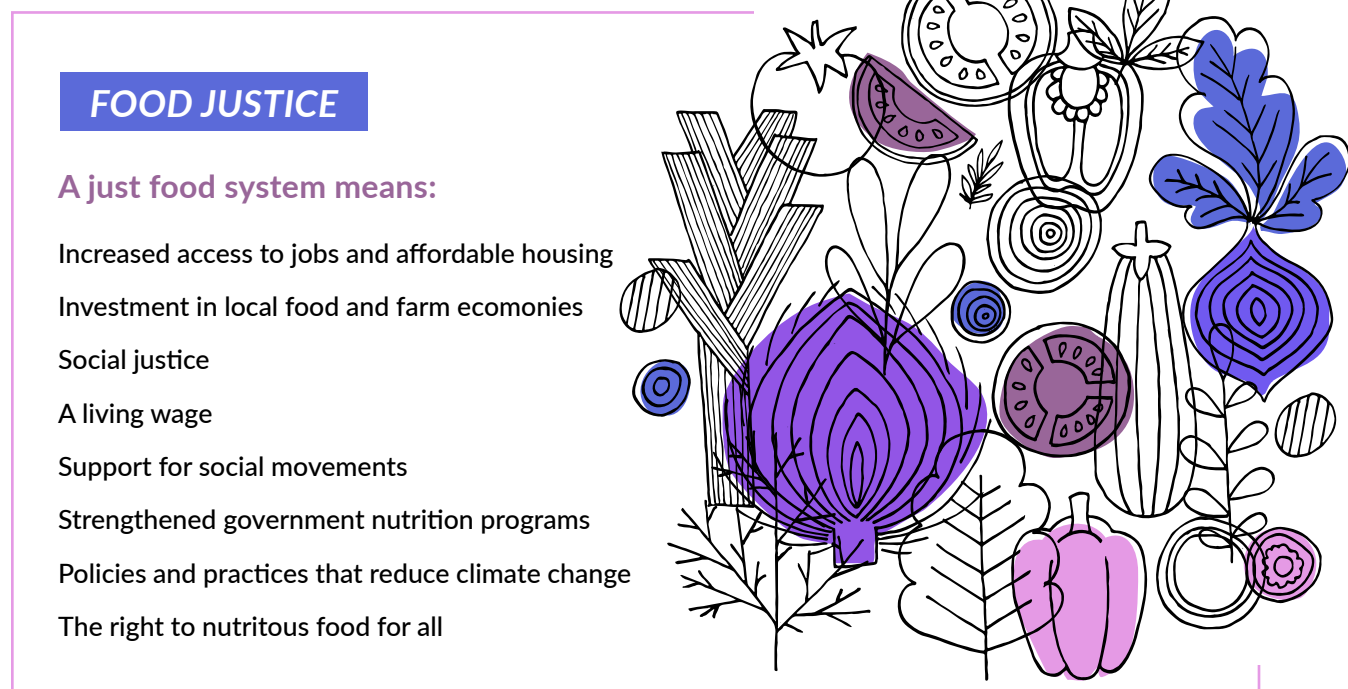 FOOD JUSTICE
A just food system means:
Increased access to jobs and affordable housing
Investment in local food and farm ecomonies
Social justice
A living wage
Support for social movements
Strengthened government nutrition programs
Policies and practices that reduce climate change
The right to nutritous food for all